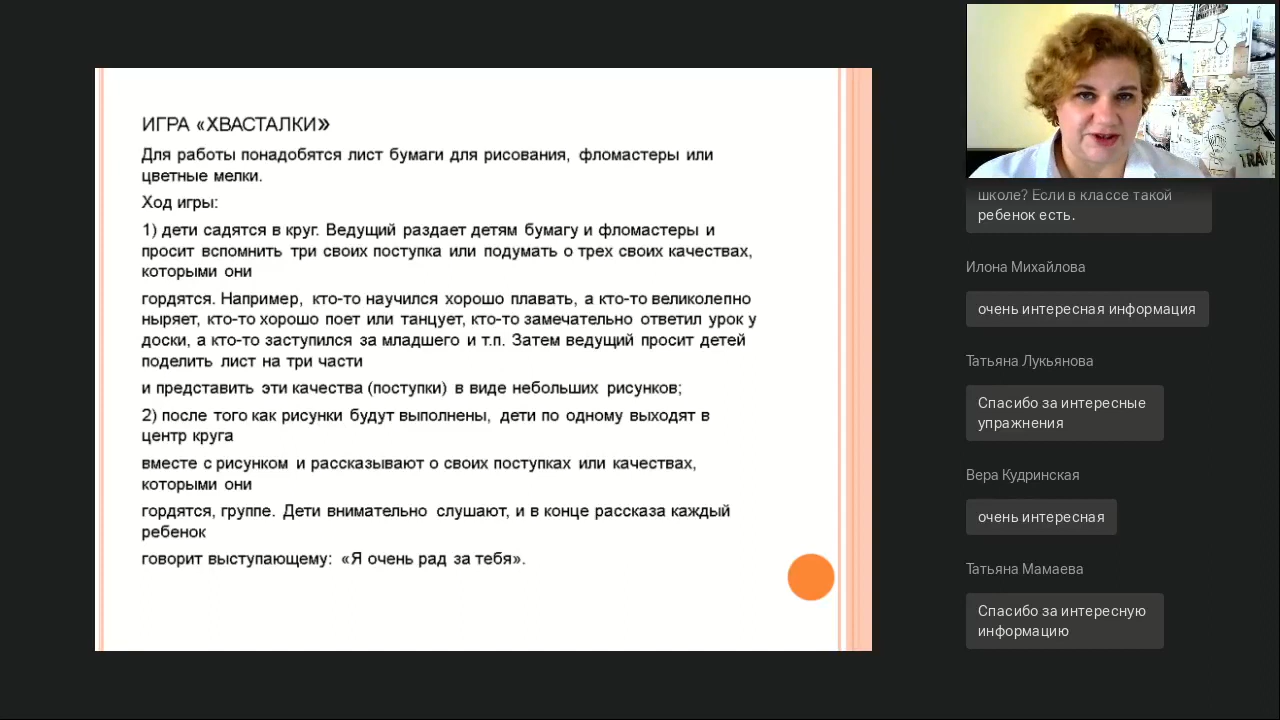 ИГРА «ХВАСТАЛКИ»
Для работы понадобятся лист бумаги для рисования, фломастеры или
цветные мелки.
Ход игры:
1) дети садятся в круг. Ведущий раздает детям бумагу и фломастеры и
просит вспомнить три своих поступка или подумать о трех своих качествах,
которыми они
гордятся. Например, кто-то научился хорошо плавать, а кто-то великолепно
ныряет, кто-то хорошо поет или танцует, кто-то замечательно ответил урок у
доски, а кто-то заступился за младшего и т.п. Затем ведущий просит детей
поделить лист на три части
и представить эти качества (поступки) в виде небольших рисунков;
2) после того как рисунки будут выполнены, дети по одному выходят в
центр круга
вместе с рисунком и рассказывают о своих поступках или качествах,
которыми они
гордятся, группе. Дети внимательно слушают, и в конце рассказа каждый
ребенок
говорит выступающему: «Я очень рад за тебя».
TRAV
школе? Если в классе такой
ребенок есть.
Илона Михайлова
очень интересная информация
Татьяна Лукьянова
Спасибо за интересные
упражнения
Вера Кудринская
очень интересная
Татьяна Мамаева
Спасибо за интересную
информацию